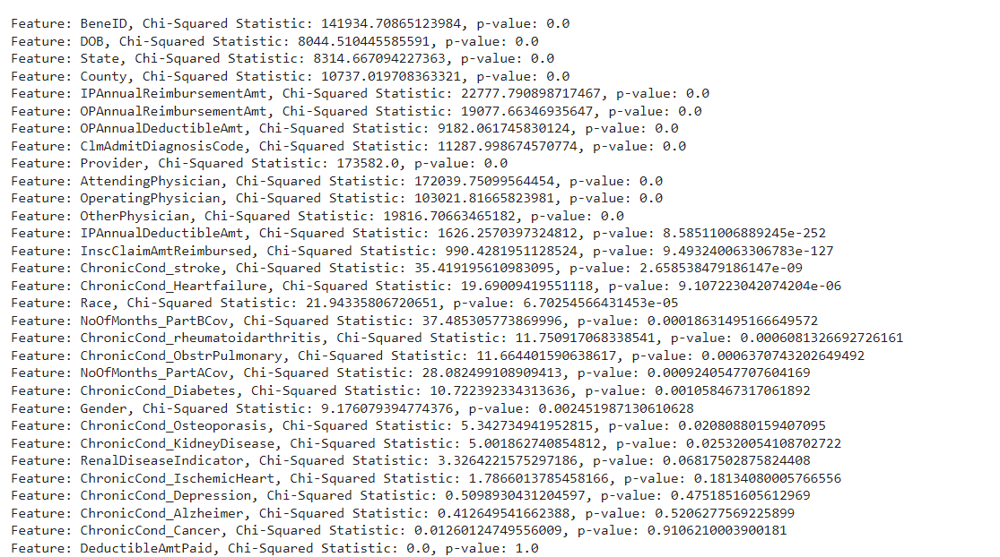 Feature: BeneID, Chi-Squared Statistic: 141934.70865123984, p-value: 0.0
Feature: DOB, Chi-Squared Statistic: 8044.510445585591, p-value: 0.0
Feature: State, Chi-Squared Statistic: 8314.667094227363, p-value: 0.0
Feature: County, Chi-Squared Statistic: 10737.019708363321, p-value: 0.0
Feature: IPAnnualReimbursementAmt, Chi-Squared Statistic: 22777.790898717467, p-value: 0.0
Feature: OPAnnualReimbursementAmt, Chi-Squared Statistic: 19077.66346935647, p-value: 0.0
Feature: OPAnnualDeductibleAmt, Chi-Squared Statistic: 9182.061745830124, p-value: 0.0
Feature: ClmAdmitDiagnosisCode, Chi-Squared Statistic: 11287.998674570774, p-value: 0.0
Feature: Provider, Chi-Squared Statistic: 173582.0, p-value: 0.0
Feature: AttendingPhysician, Chi-Squared Statistic: 172039.75099564454, p-value: 0.0
Feature: OperatingPhysician, Chi-Squared Statistic: 103021.81665823981, p-value: 0.0
Feature: OtherPhysician, Chi-Squared Statistic: 19816.70663465182, p-value: 0.0
Feature: IPAnnualDeductibleAmt, Chi-Squared Statistic: 1626.2570397324812, p-value: 8.58511006889245e-252
Feature: InscClaimAmtReimbursed, Chi-Squared Statistic: 990.4281951128524, p-value: 9.493240063306783e-127
Feature: ChronicCond_stroke, Chi-Squared Statistic: 35.419195610983095, p-value: 2.658538479186147e-09
Feature: ChronicCond_Heartfailure, Chi-Squared Statistic: 19.69009419551118, p-value: 9.107223042074204e-06
Feature: Race, Chi-Squared Statistic: 21.94335806720651, p-value: 6.70254566431453e-05
Feature: NoOfMonths_PartBCov, Chi-Squared Statistic: 37.485305773869996, p-value: 0.00018631495166649572
Feature: ChronicCond_rheumatoidarthritis, Chi-Squared Statistic: 11.750917068338541, p-value: 0.0006081326692726161
Feature: ChronicCond_ObstrPulmonary, Chi-Squared Statistic: 11.664401590638617, p-value: 0.0006370743202649492
Feature: NoOfMonths_PartACov, Chi-Squared Statistic: 28.082499108909413, p-value: 0.0009240547707604169
Feature: ChronicCond_Diabetes, Chi-Squared Statistic: 10.722392334313636, p-value: 0.001058467317061892
Feature: Gender, Chi-Squared Statistic: 9.176079394774376, p-value: 0.002451987130610628
Feature: ChronicCond_Osteoporasis, Chi-Squared Statistic: 5.342734941952815, p-value: 0.02080880159407095
Feature: ChronicCond_KidneyDisease, Chi-Squared Statistic: 5.001862740854812, p-value: 0.025320054108702722
Feature: RenalDiseaseIndicator, Chi-Squared Statistic: 3.3264221575297186, p-value: 0.06817502875824408
Feature: ChronicCond_IschemicHeart, Chi-Squared Statistic: 1.7866013785458166, p-value: 0.18134080005766556
Feature: ChronicCond_Depression, Chi-Squared Statistic: 0.5098930431204597, p-value: 0.4751851605612969
Feature: ChronicCond_Alzheimer, Chi-Squared Statistic: 0.412649541662388, p-value: 0.5206277569225899
Feature: ChronicCond_Cancer, Chi-Squared Statistic: 0.01260124749556009, p-value: 0.9106210003900181
Feature: DeductibleAmtPaid, Chi-Squared Statistic: 0.0, p-value: 1.0